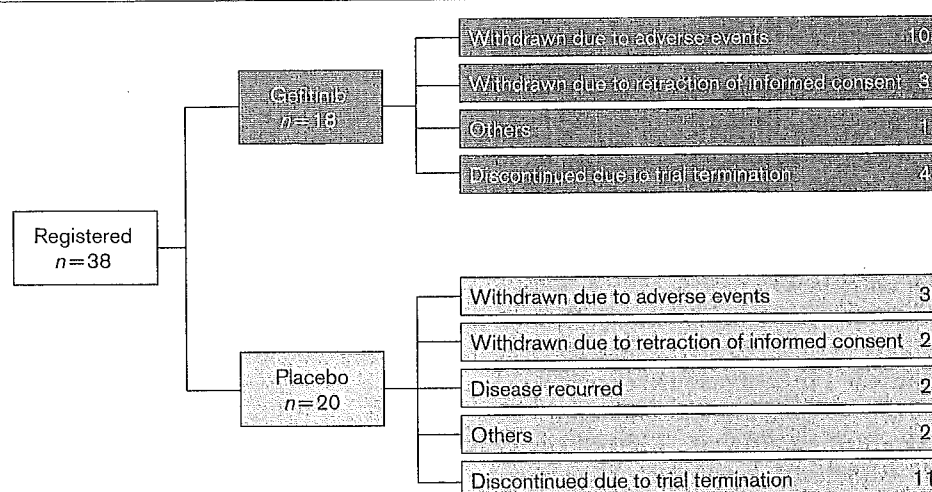 Withdrawn due to adverse events 10
Withdrawn due to retraction of informed consent 3
Gefitinib
n=18
Others 1
Discontinued due to trial termination 4
Registered
n=38
Withdrawn due to adverse events 3
Withdrawn due to retraction of informed consent 2
Placebo
n=20
Disease recurred 2
Others 2
Discontinued due to trial termination 11